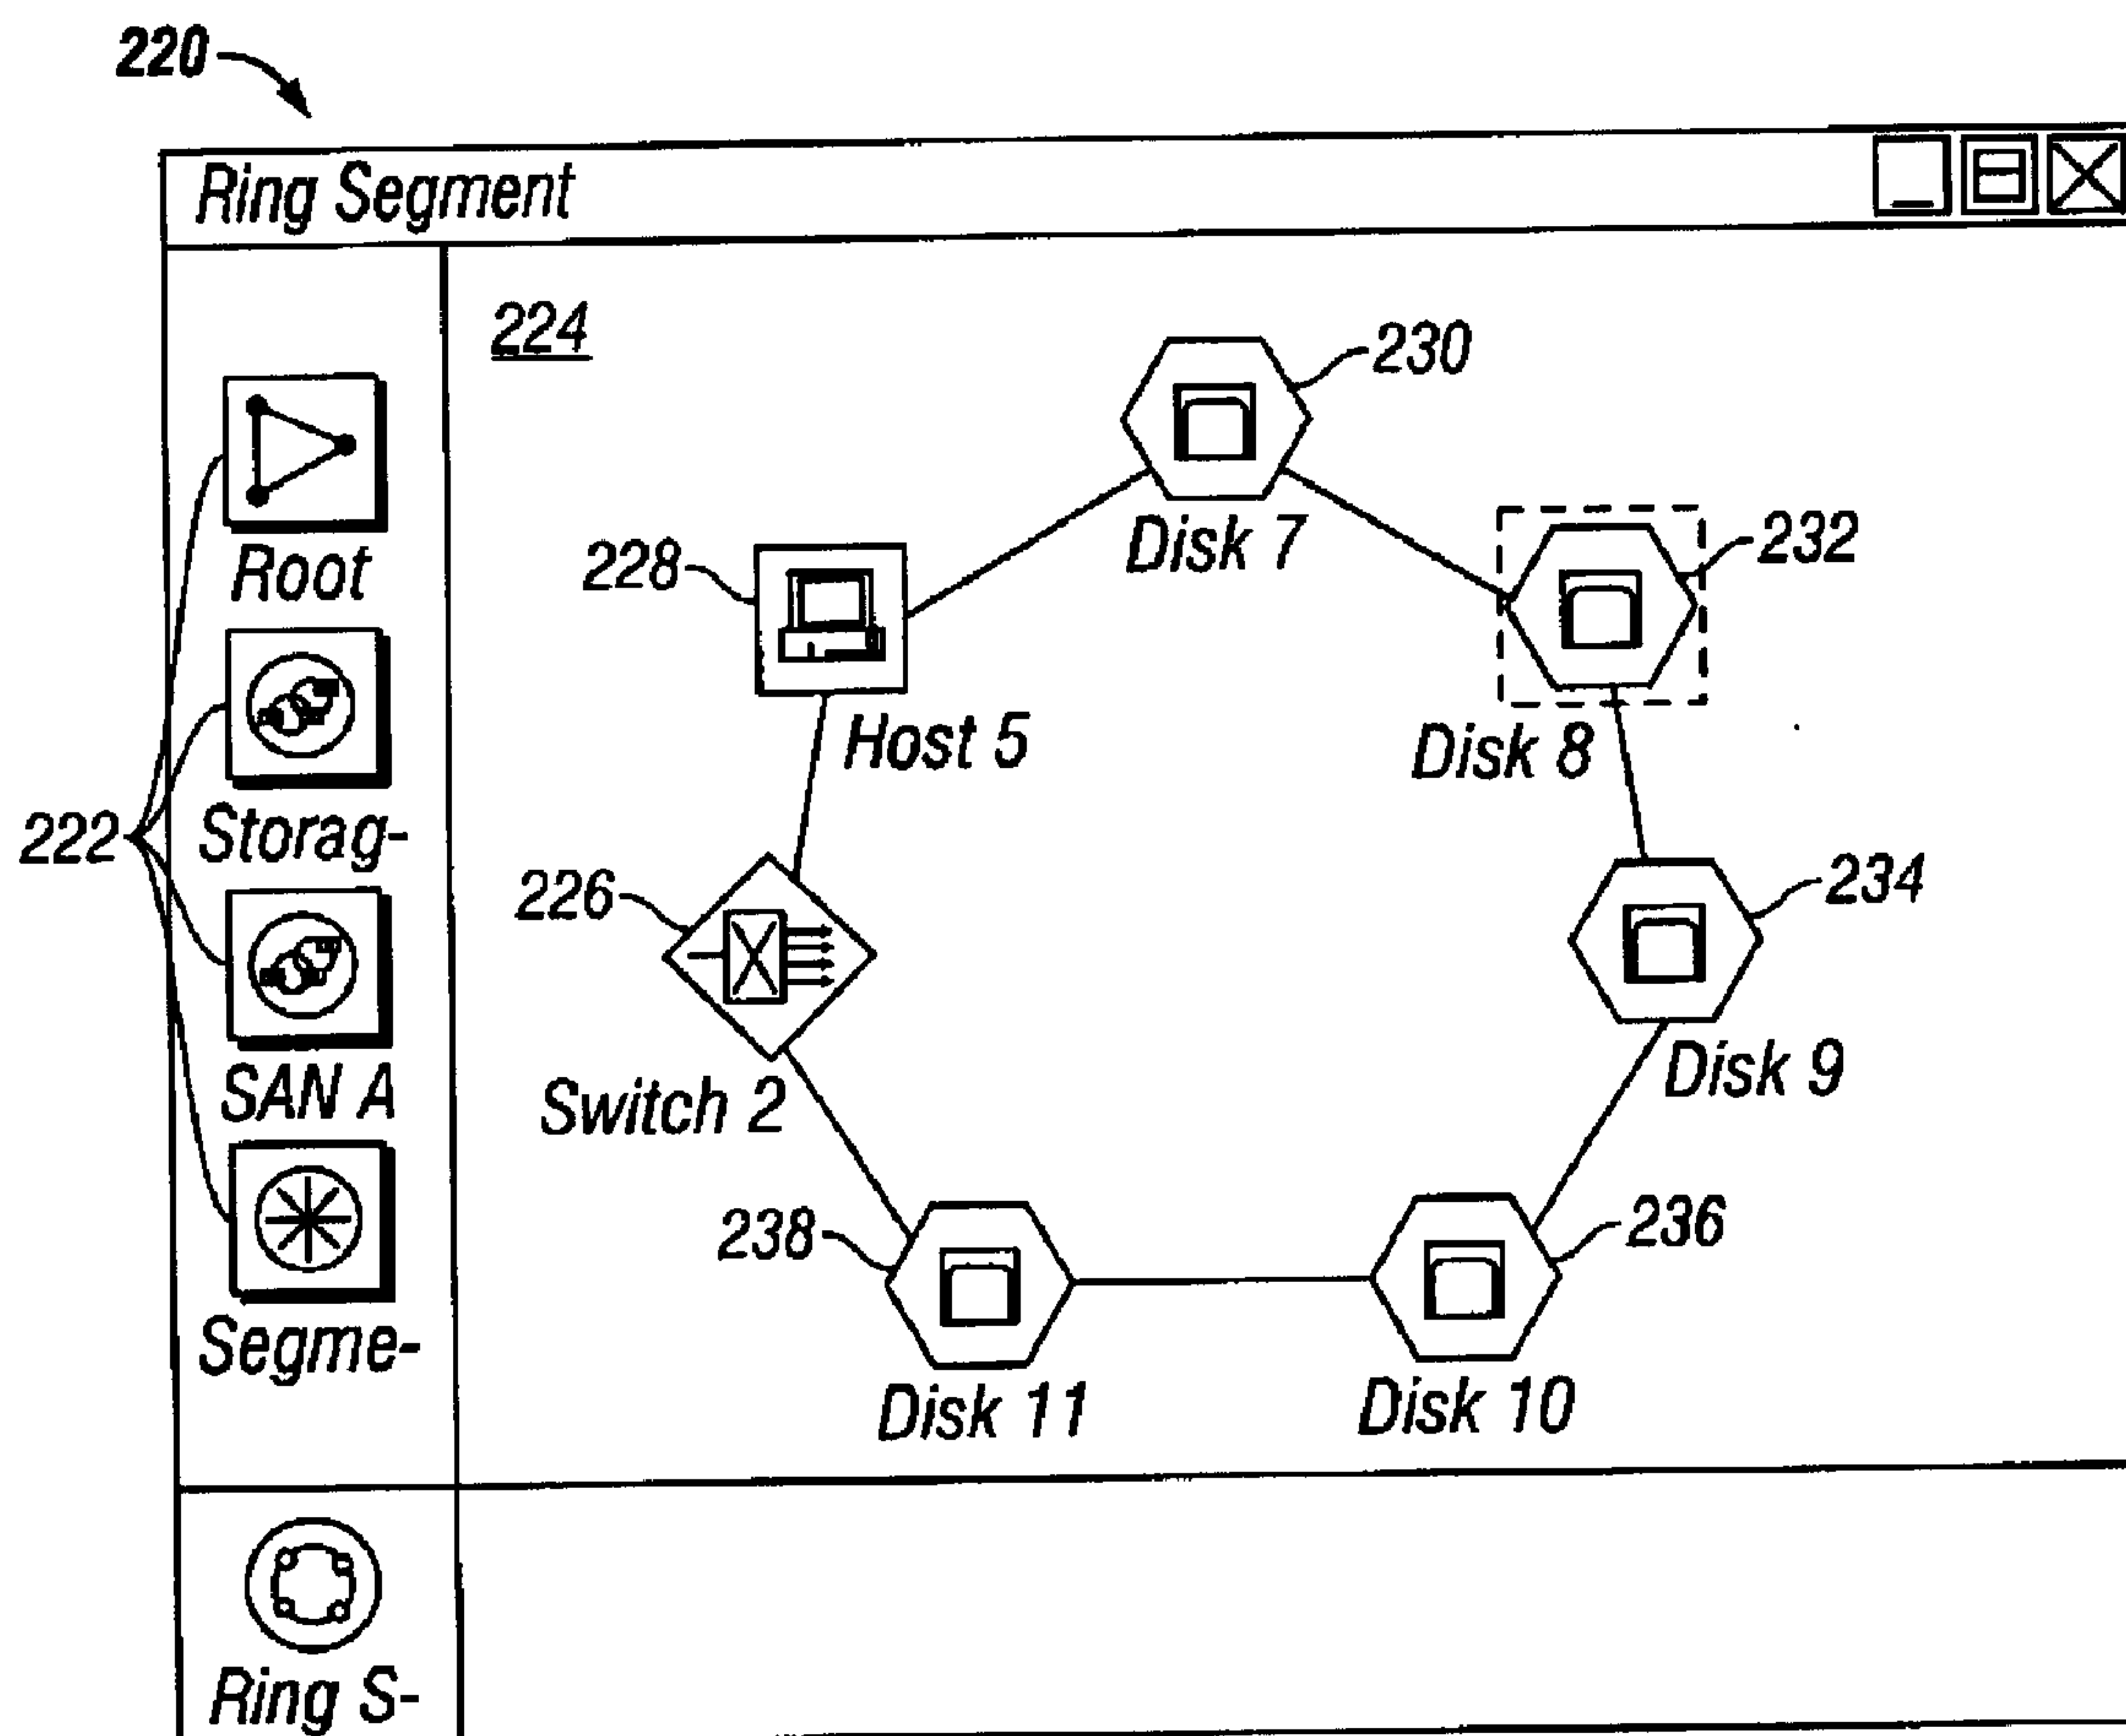 220
Ring Segment
224
230
Disk 7
232
Disk 8
228
Host 5
Root
Storag-
222
SAN A
Segme-
226
Switch 2
234
Disk 9
238
Disk 11
236
Disk 10
Ring S-